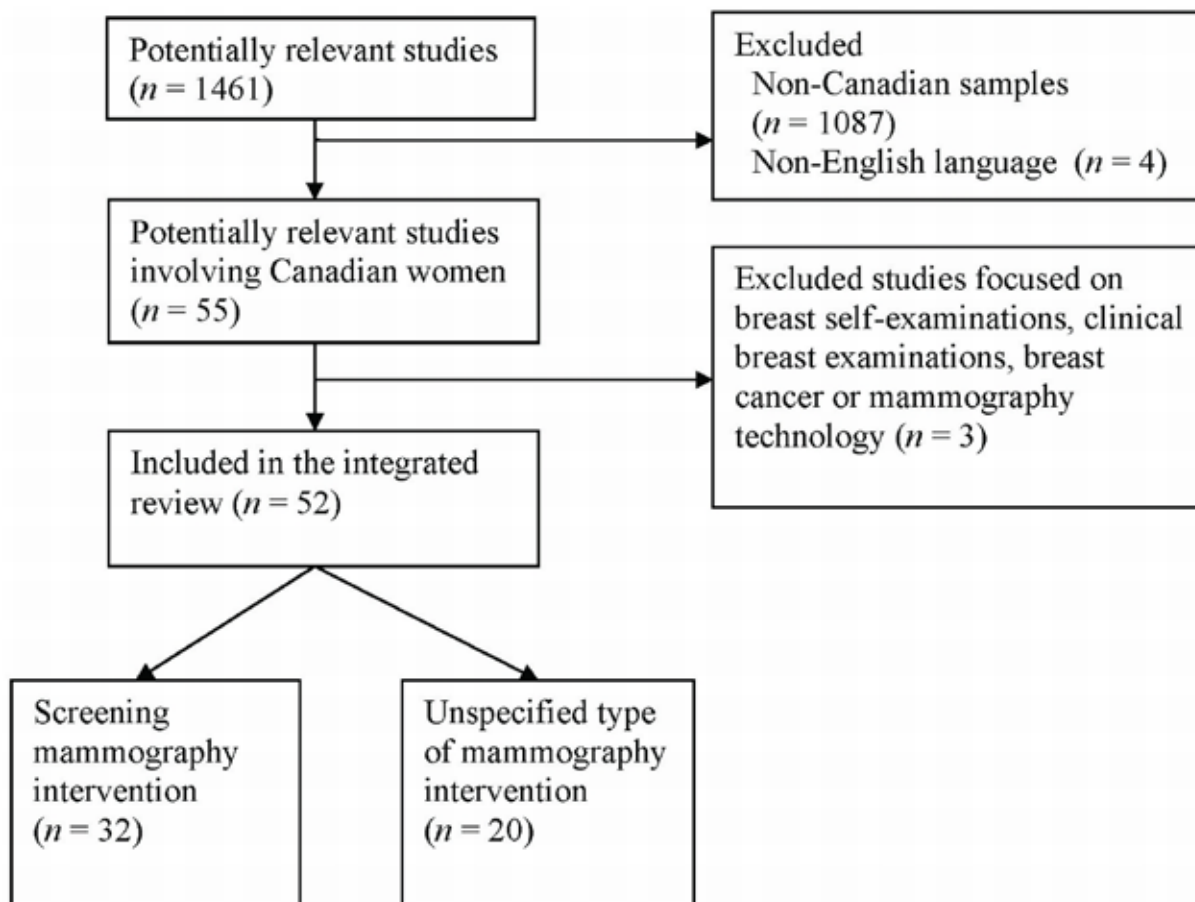 Potentially relevant studies
(n = 1461)
Excluded
Non-Canadian samples
(n = 1087)
Non-English language (n = 4)
Potentially relevant studies
involving Canadian women
(n = 55)
Excluded studies focused on
breast self-examinations, clinical
breast examinations, breast
cancer or mammography
technology (n = 3)
Included in the integrated
review (n = 52)
Screening
mammography
intervention
(n = 32)
Unspecified type
of mammography
intervention
(n = 20)